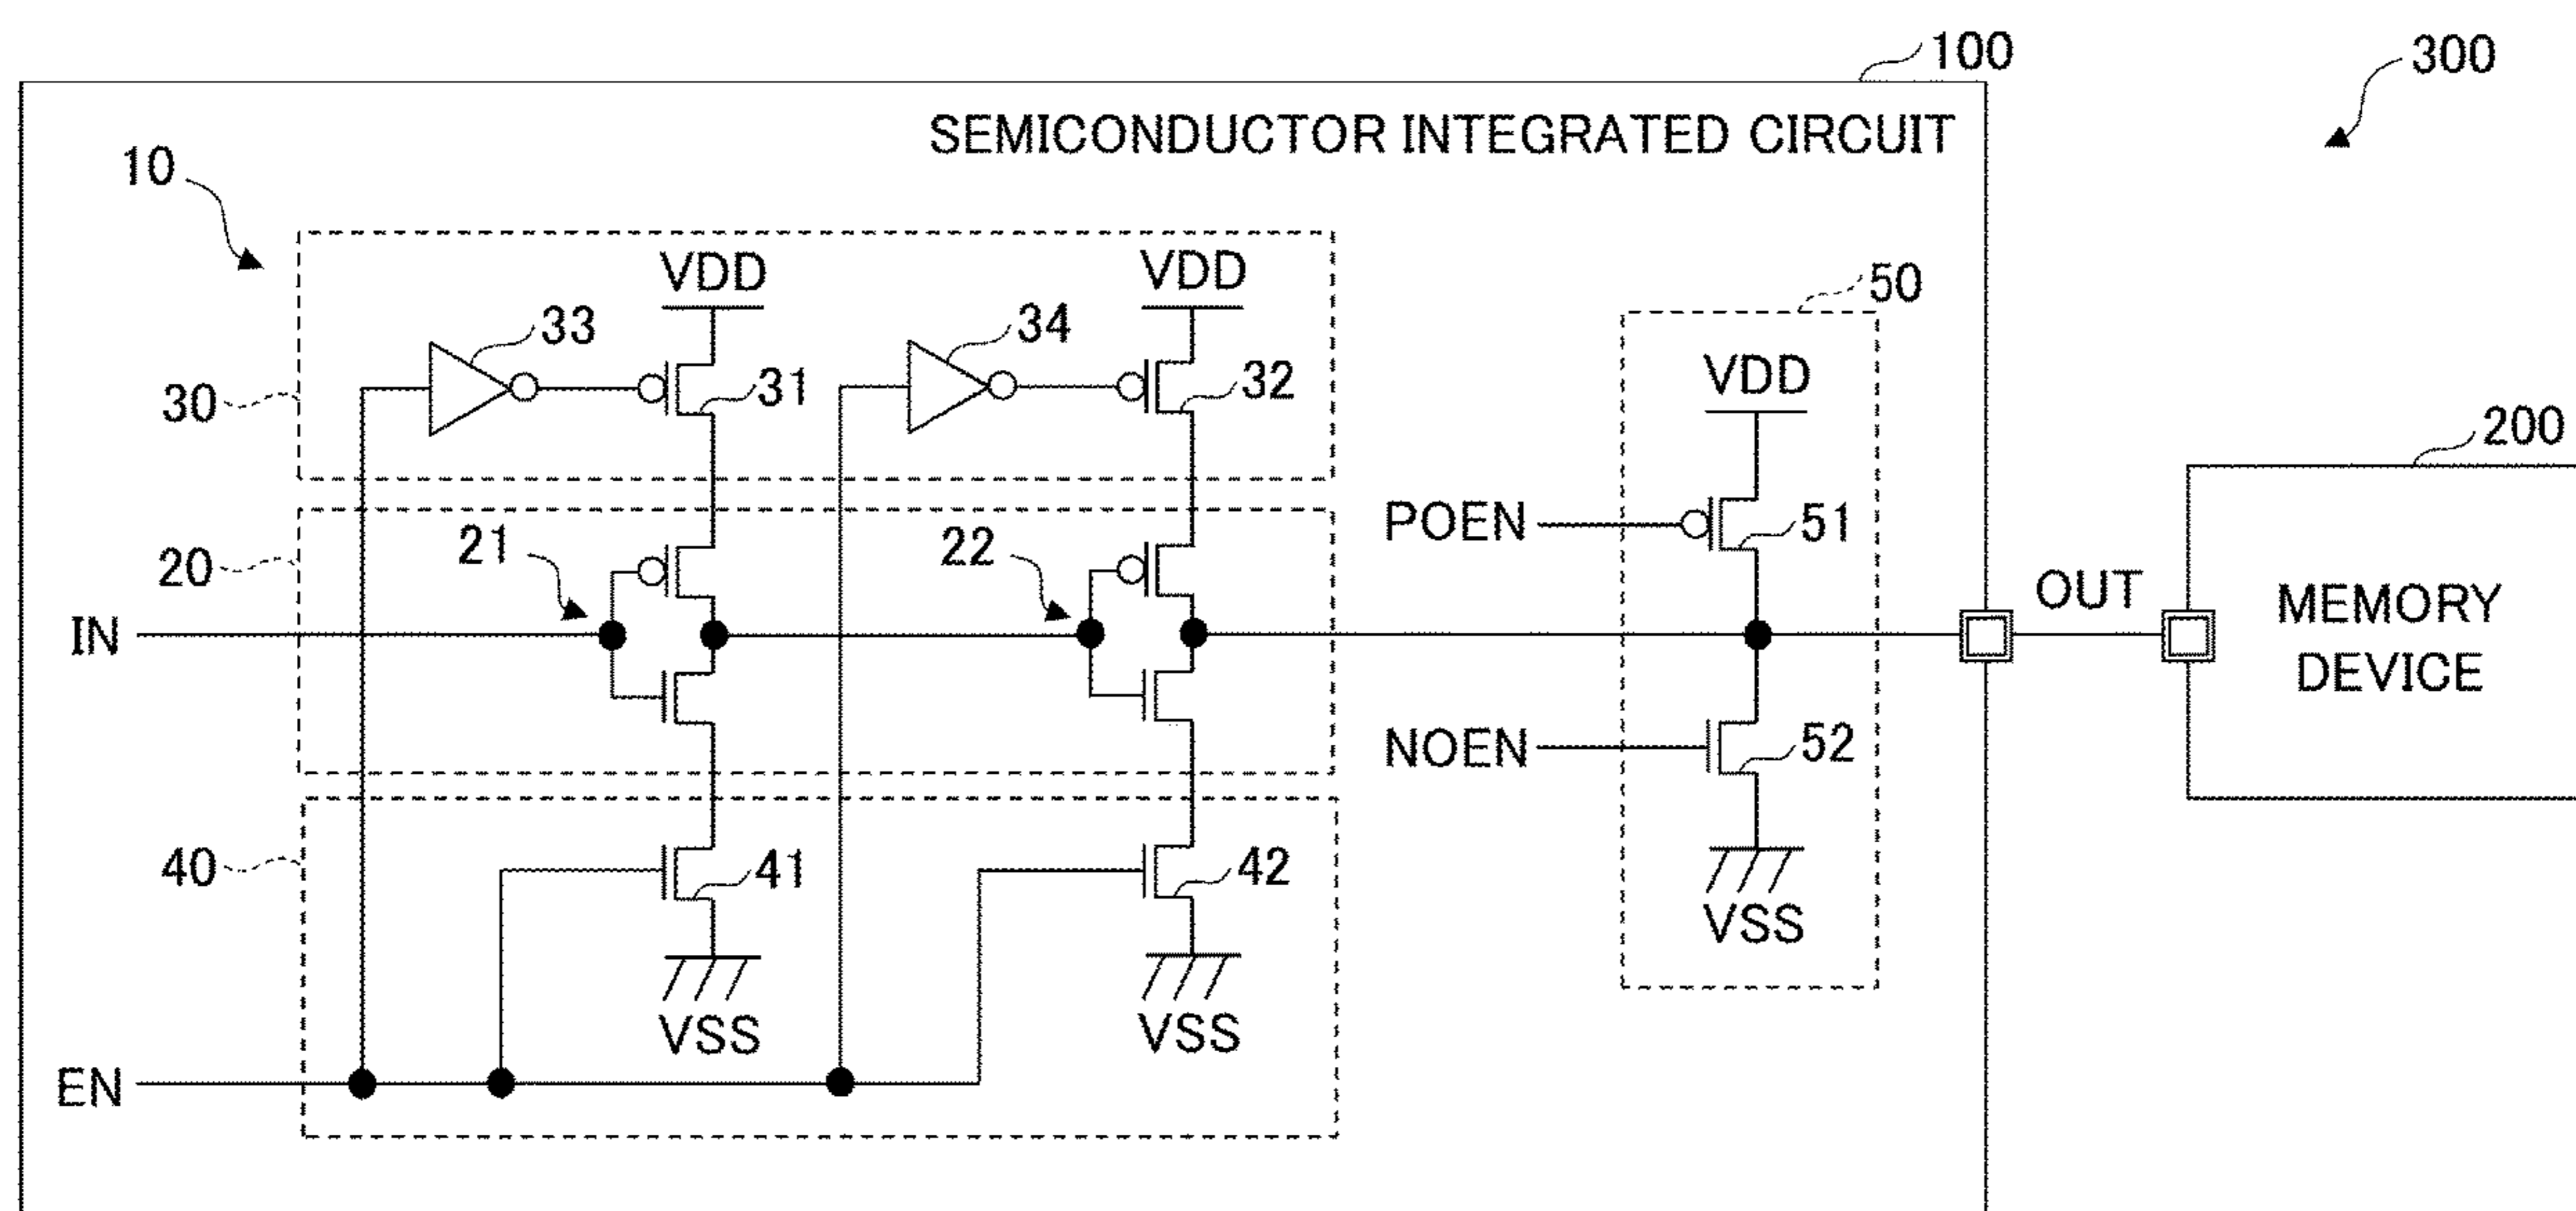 100
300
SEMICONDUCTOR INTEGRATED CIRCUIT
10
VDD
VDD
50
33
34
VDD
31
32
30
200
POEN
51
21
22
20
OUT
MEMORY
DEVICE
IN
NOEN
52
40
41
42
VSS
VSS
VSS
EN